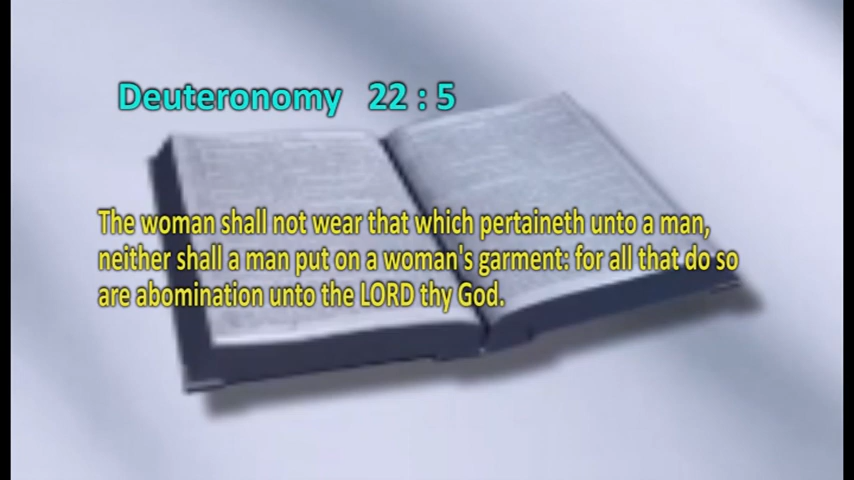 Deuteronomy 22 : 5
The woman shall not wear that which pertaineth unto a man,
neither shall a man put on a woman's garment: for all that do so
are abomination unto the LORD thy God.